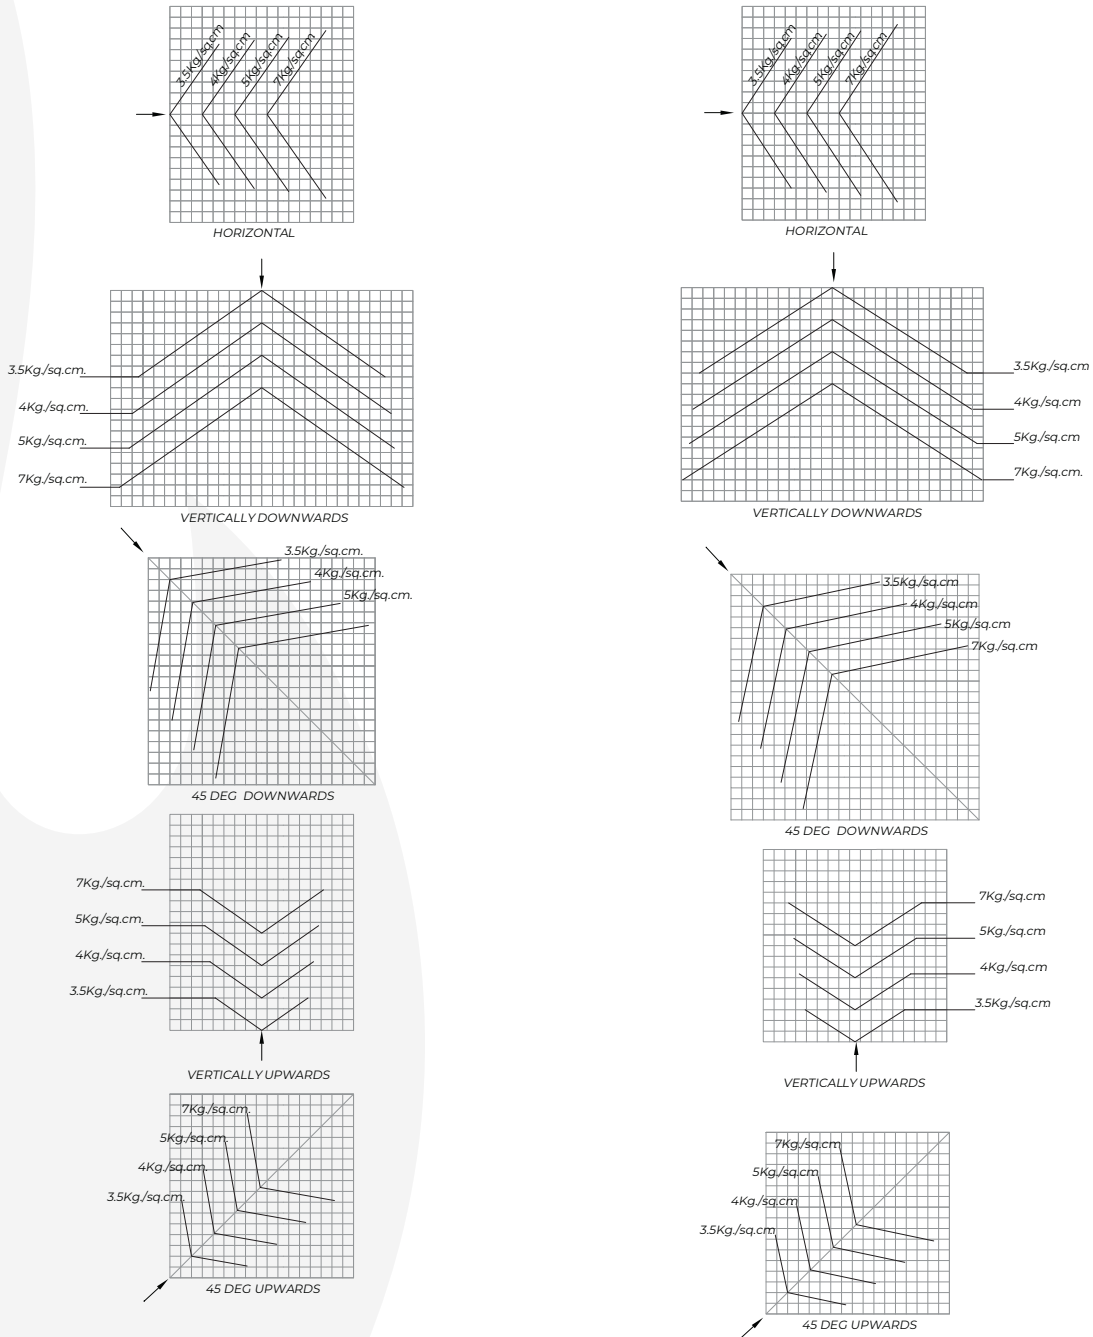 3.5Kg/sq.cm
4Kg/sq.cm
5Kg/sq.cm
7Kg/sq.cm
HORIZONTAL
3.5Kg./sq.cm.
4Kg./sq.cm.
5Kg./sq.cm.
7Kg./sq.cm.
VERTICALLY DOWNWARDS
3.5Kg./sq.cm.
4Kg./sq.cm.
5Kg./sq.cm.
45 DEG DOWNWARDS
7Kg./sq.cm.
5Kg./sq.cm.
4Kg./sq.cm.
3.5Kg./sq.cm.
VERTICALLY UPWARDS
7Kg./sq.cm.
5Kg./sq.cm.
4Kg./sq.cm.
3.5Kg./sq.cm.
45 DEG UPWARDS
3.5Kg/sq.cm
4Kg/sq.cm
5Kg/sq.cm
7Kg/sq.cm
HORIZONTAL
3.5Kg./sq.cm
4Kg./sq.cm
5Kg./sq.cm
7Kg./sq.cm.
VERTICALLY DOWNWARDS
3.5Kg./sq.cm
4Kg./sq.cm
5Kg./sq.cm
7Kg./sq.cm
45 DEG DOWNWARDS
7Kg./sq.cm
5Kg./sq.cm
4Kg./sq.cm
3.5Kg./sq.cm
VERTICALLY UPWARDS
7Kg./sq.cm
5Kg./sq.cm
4Kg./sq.cm
3.5Kg./sq.cm
45 DEG UPWARDS